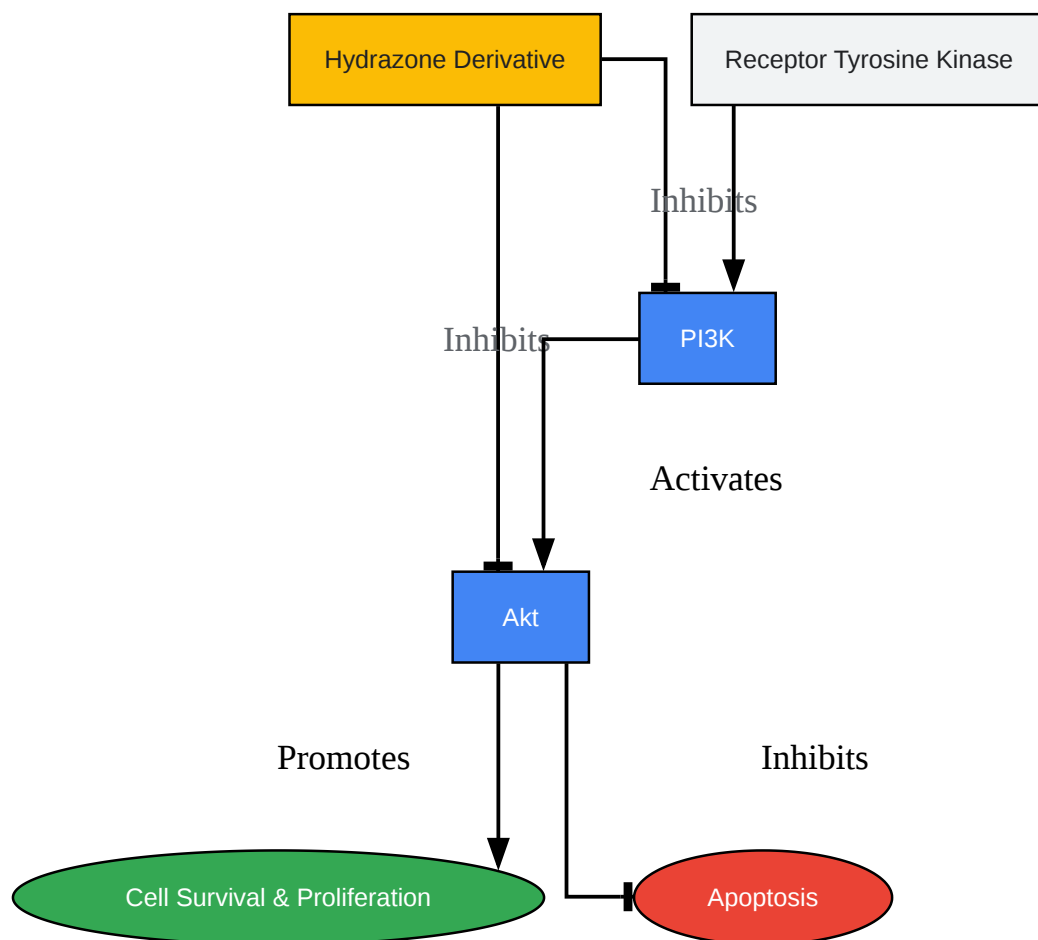 Hydrazone Derivative
Receptor Tyrosine Kinase
Inhibits
Inhibits
PI3K
Activates
Akt
Promotes
Inhibits
Cell Survival & Proliferation
Apoptosis